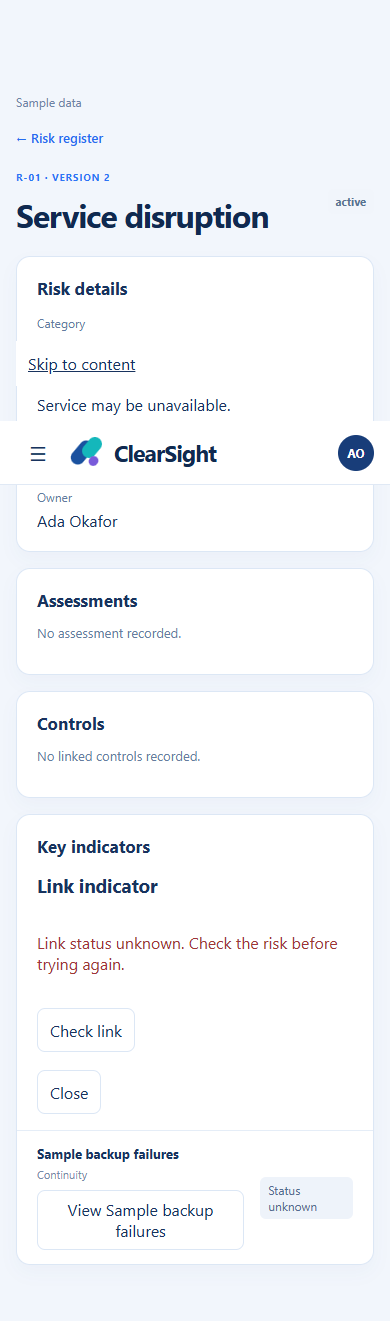 Sample data
← Risk register
R-01 · VERSION 2
Service disruption
active
Risk details
Category
Skip to content
Service may be unavailable.
☰
ClearSight
AO
Owner
Ada Okafor
Assessments
No assessment recorded.
Controls
No linked controls recorded.
Key indicators
Link indicator
Link status unknown. Check the risk before
trying again.
Check link
Close
Sample backup failures
Continuity
View Sample backup
failures
Status
unknown